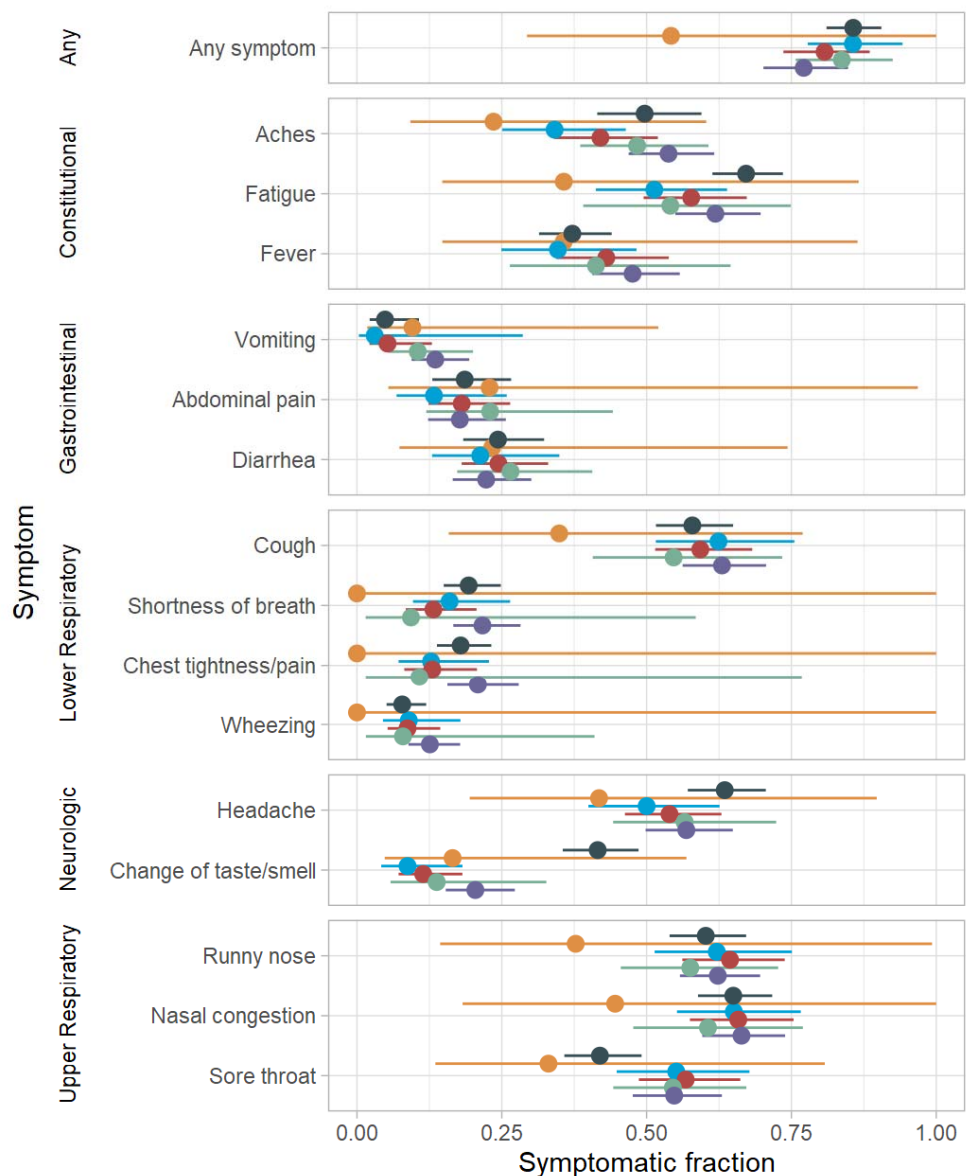 Any
Any symptom
Constitutional
Aches
Fatigue
Fever
Gastrointestinal
Vomiting
Abdominal pain
Diarrhea
Symptom
Lower Respiratory
Cough
Shortness of breath
Chest tightness/pain
Wheezing
Neurologic
Headache
Change of taste/smell
Upper Respiratory
Runny nose
Nasal congestion
Sore throat
0.00 0.25 0.50 0.75 1.00
Symptomatic fraction